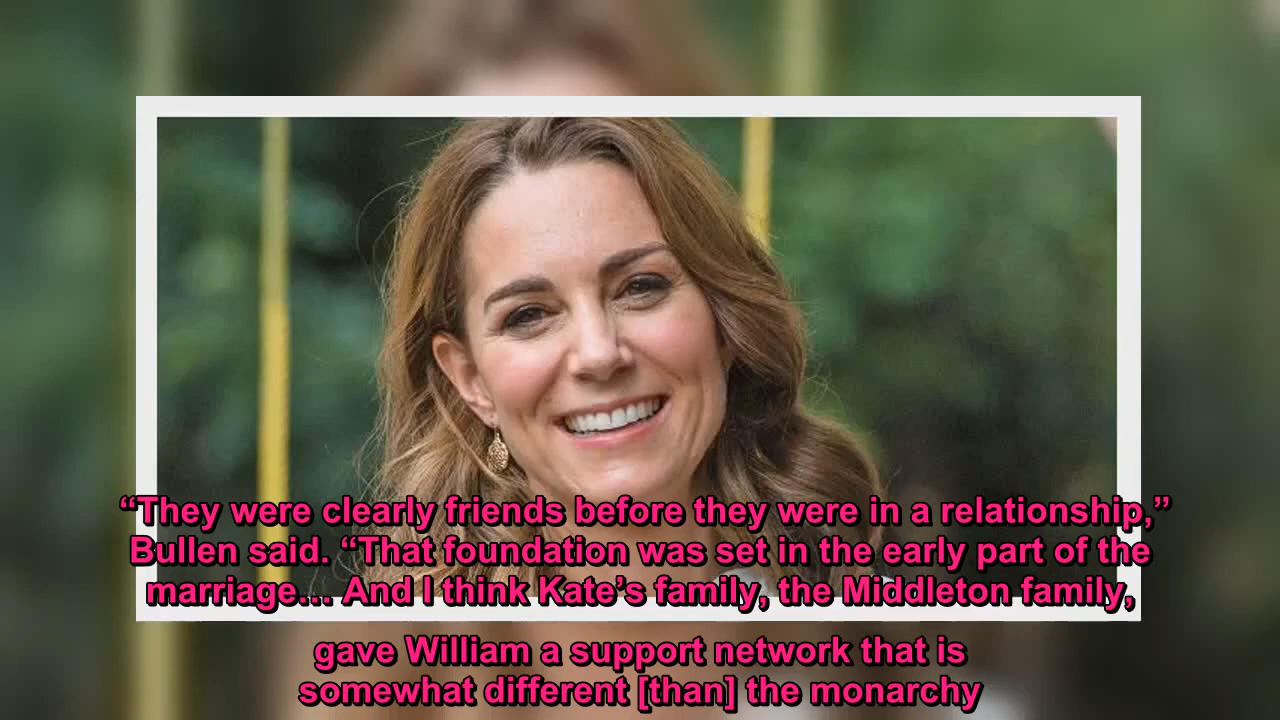 “They were clearly friends before they were in a relationship,”
Bullen said. “That foundation was set in the early part of the
marriage… And I think Kate’s family, the Middleton family,
gave William a support network that is
somewhat different [than] the monarchy